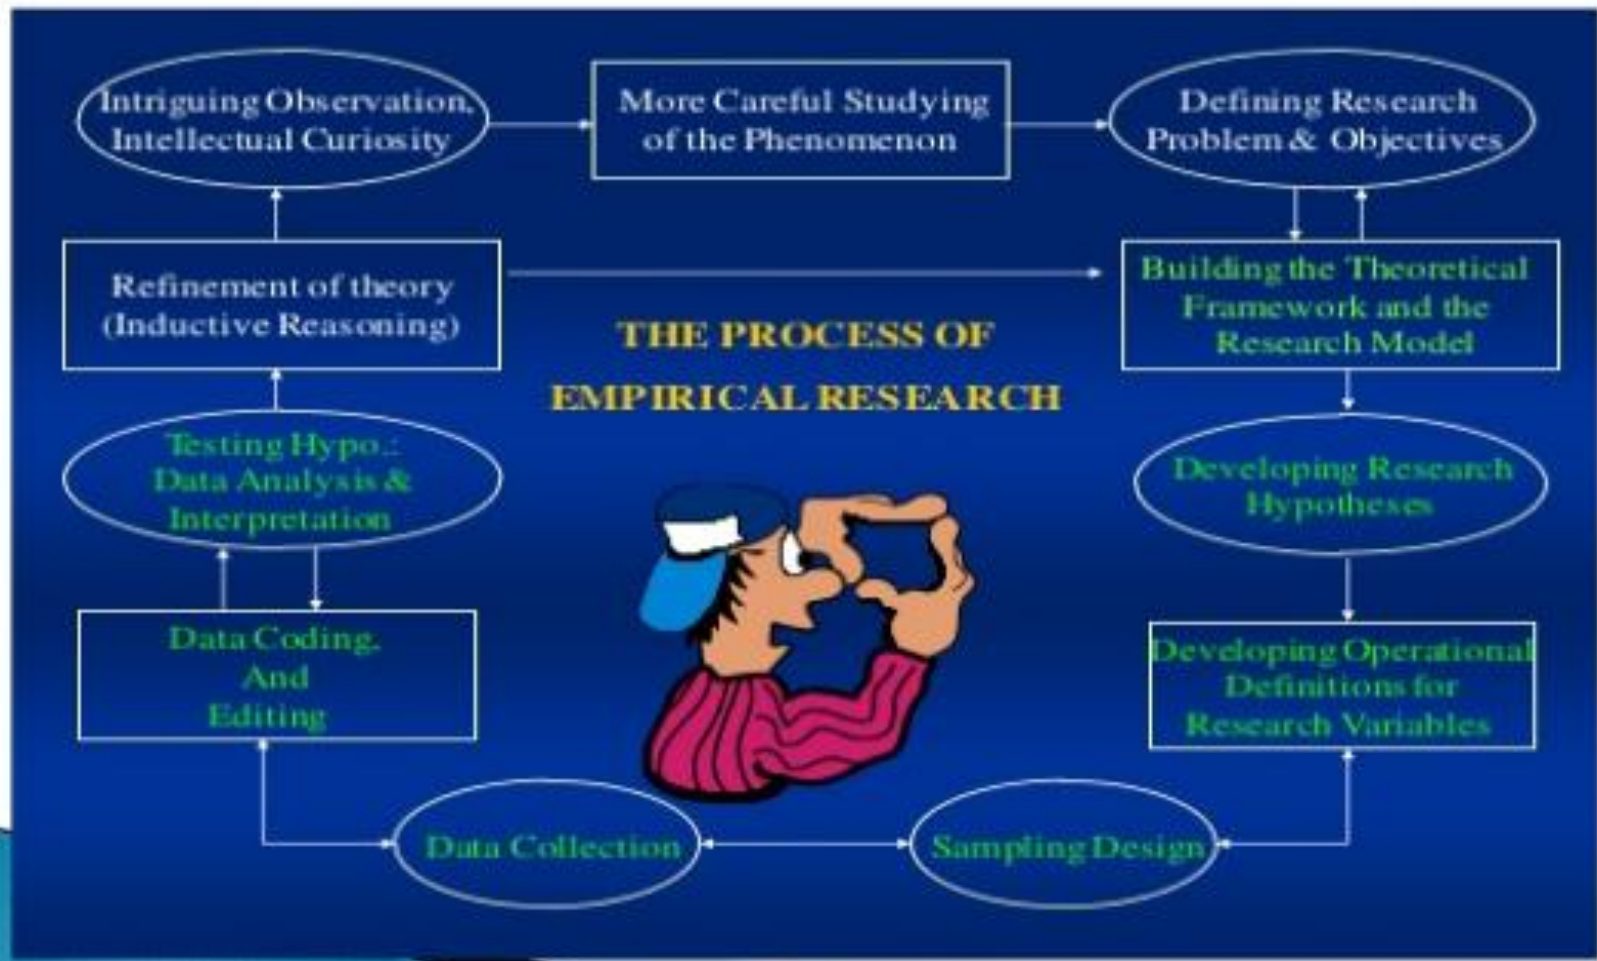 Intriguing Observation,
Intellectual Curiosity
More Careful Studying
of the Phenomenon
Defining Research
Problem & Objectives
Refinement of theory
(Inductive Reasoning)
Building the Theoretical
Framework and the
Research Model
THE PROCESS OF
EMPIRICAL RESEARCH
Testing Hypo.:
Data Analysis &
Interpretation
Developing Research
Hypotheses
Data Coding,
And
Editing
Developing Operational
Definitions for
Research Variables
Data Collection
Sampling Design